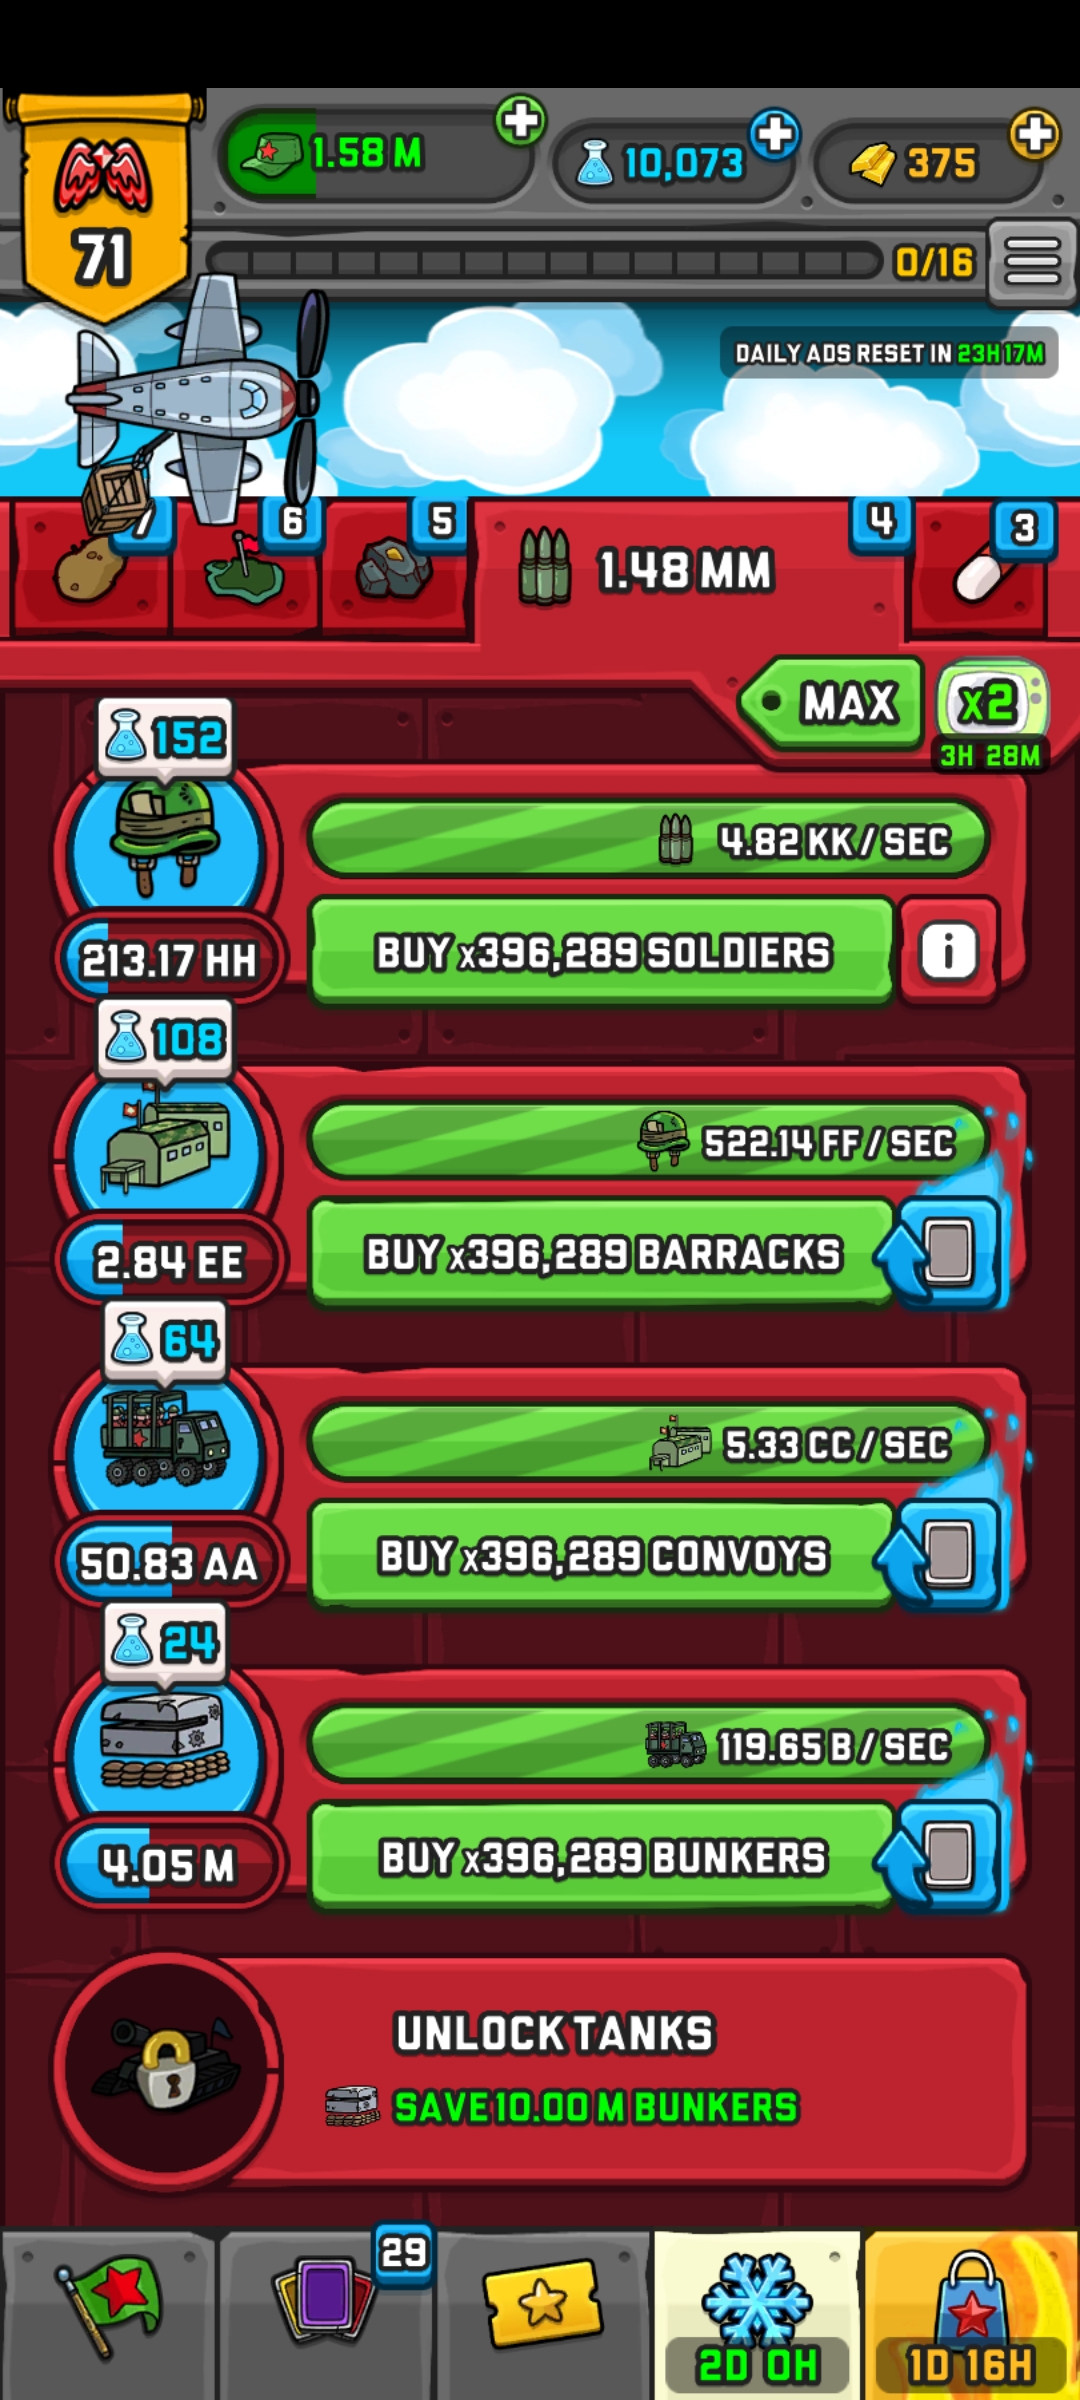 71
1.58 M
10,073
375
0/16
DAILY ADS RESET IN 23H 17M
7
6
5
1.48 MM
4
3
MAX
x2
3H 28M
152
4.82 KK / SEC
213.17 HH
BUY x396,289 SOLDIERS
i
108
522.14 FF / SEC
2.84 EE
BUY x396,289 BARRACKS
64
5.33 CC / SEC
50.83 AA
BUY x396,289 CONVOYS
24
119.65 B / SEC
4.05 M
BUY x396,289 BUNKERS
UNLOCK TANKS
SAVE 10.00 M BUNKERS
29
2D 0H
1D 16H